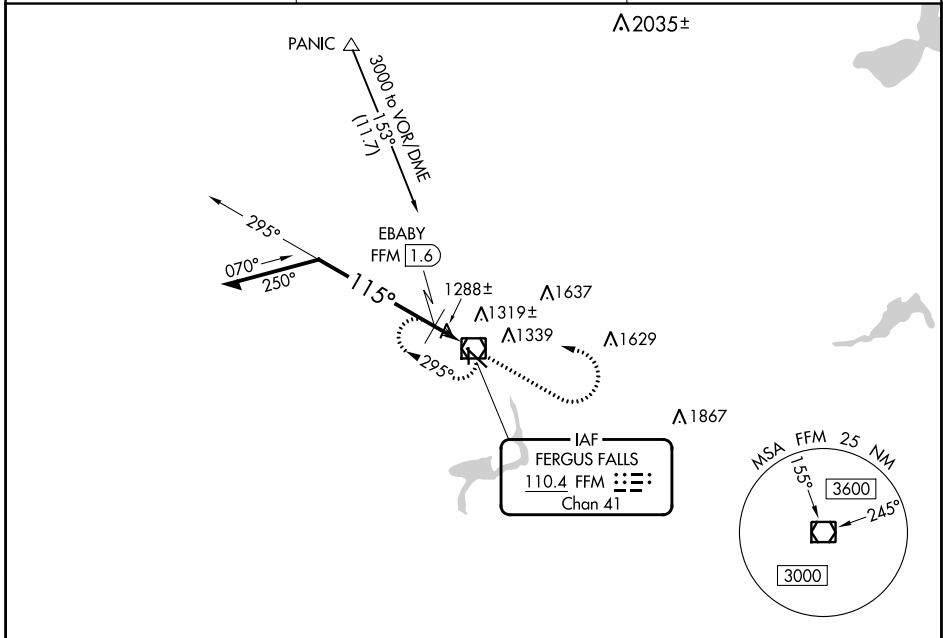 2035±
PANIC
3000 to VOR/DME
153°
(11.7)
295°
EBABY
FFM 1.6
070°
250°
115°
1288±
1637
1319±
1339
1629
295°
1867
IAF
FERGUS FALLS
110.4 FFM
Chan 41
MSA FFM 25 NM
155°
3600
245°
3000